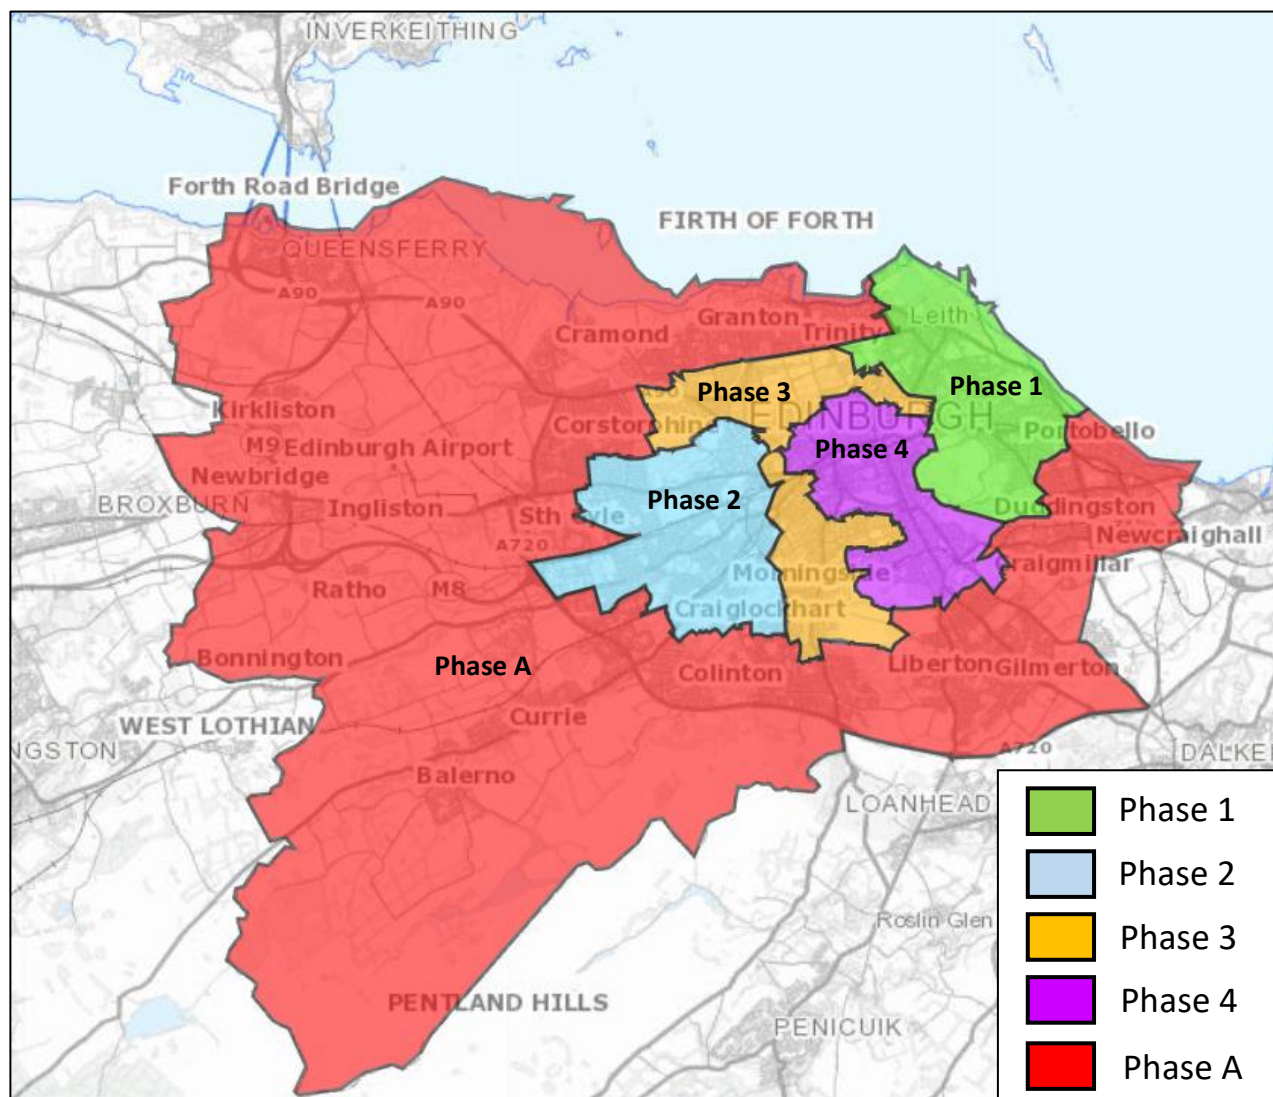 INVERKEITHING
Forth Road Bridge
FIRTH OF FORTH
QUEENSFERRY
A90
A90
Granton
Leith
Cramond
Trinity
Phase 1
Phase 3
Kirkliston
EDINBURGH
Corstorphine
Portobello
M9
Edinburgh Airport
Phase 4
Newbridge
BROXBURN
Phase 2
Ingliston
Sth Gyle
Duddingston
Newcraighall
A720
Craigmillar
Ratho
M8
Morningside
Craiglockhart
Bonnington
Phase A
Colinton
Liberton
Gilmerton
Currie
WEST LOTHIAN
NGSTON
A720
DALKE
Balerno
LOANHEAD
Phase 1
Phase 2
Roslin Glen
Phase 3
PENTLAND HILLS
Phase 4
PENICUIK
Phase A